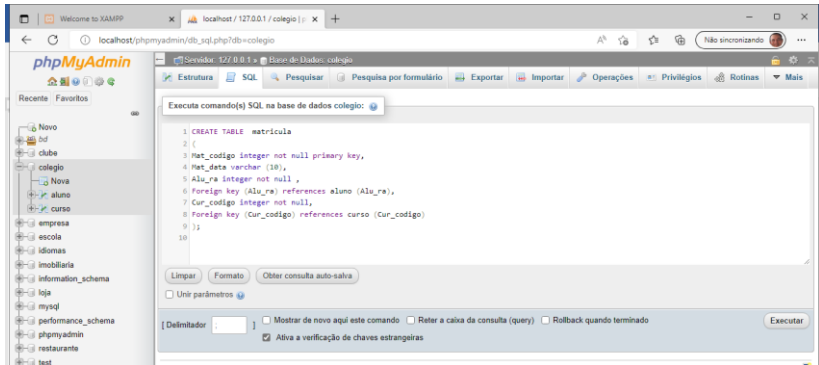 Welcome to XAMPP
localhost / 127.0.0.1 / colegio | p
localhost/phpmyadmin/db_sql.php?db=colegio
Não sincronizando
phpMyAdmin
Recente Favoritos
Novo
bd
clube
colegio
Nova
aluno
curso
empresa
escola
idiomas
imobiliaria
information_schema
loja
mysql
performance_schema
phpmyadmin
restaurante
test
Servidor: 127.0.0.1 » Base de Dados: colegio
Estrutura SQL Pesquisar Pesquisa por formulário Exportar Importar Operações Privilégios Rotinas Mais
Executa comando(s) SQL na base de dados colegio:
1 CREATE TABLE matricula
2 (
3 Mat_codigo integer not null primary key,
4 Mat_data varchar (10),
5 Alu_ra integer not null ,
6 Foreign key (Alu_ra) references aluno (Alu_ra),
7 Cur_codigo integer not null,
8 Foreign key (Cur_codigo) references curso (Cur_codigo)
9 );
10
Limpar Formato Obter consulta auto-salva
Unir parâmetros
[ Delimitador ; ] Mostrar de novo aqui este comando Reter a caixa da consulta (query) Rollback quando terminado Executar
Ativa a verificação de chaves estrangeiras